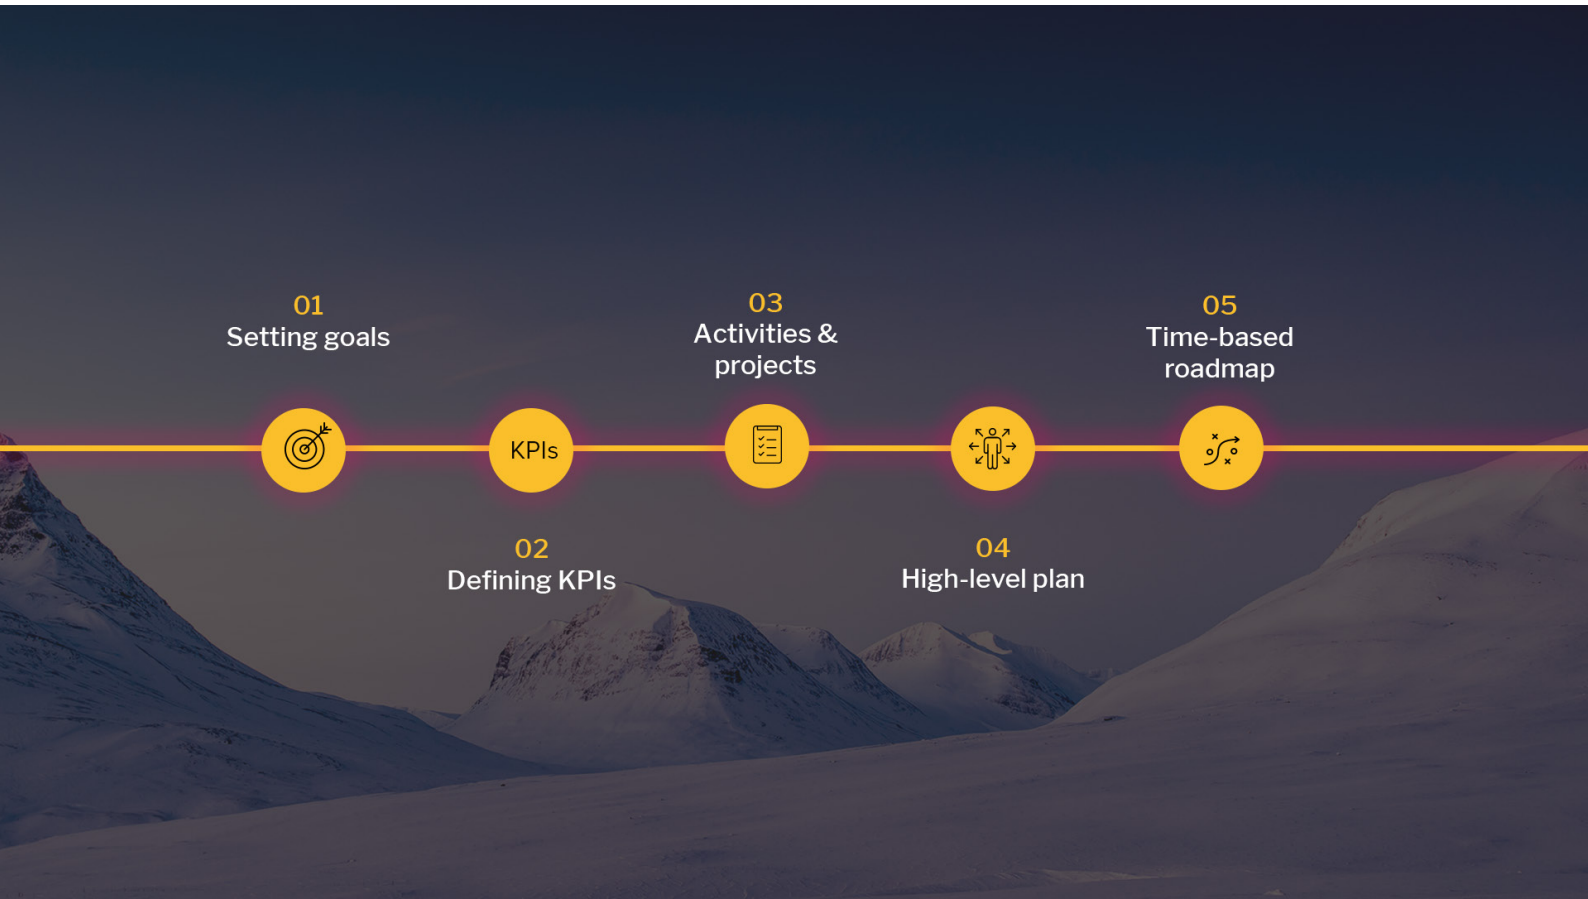 01
Setting goals
KPIs
02
Defining KPIs
03
Activities &
projects
04
High-level plan
05
Time-based
roadmap